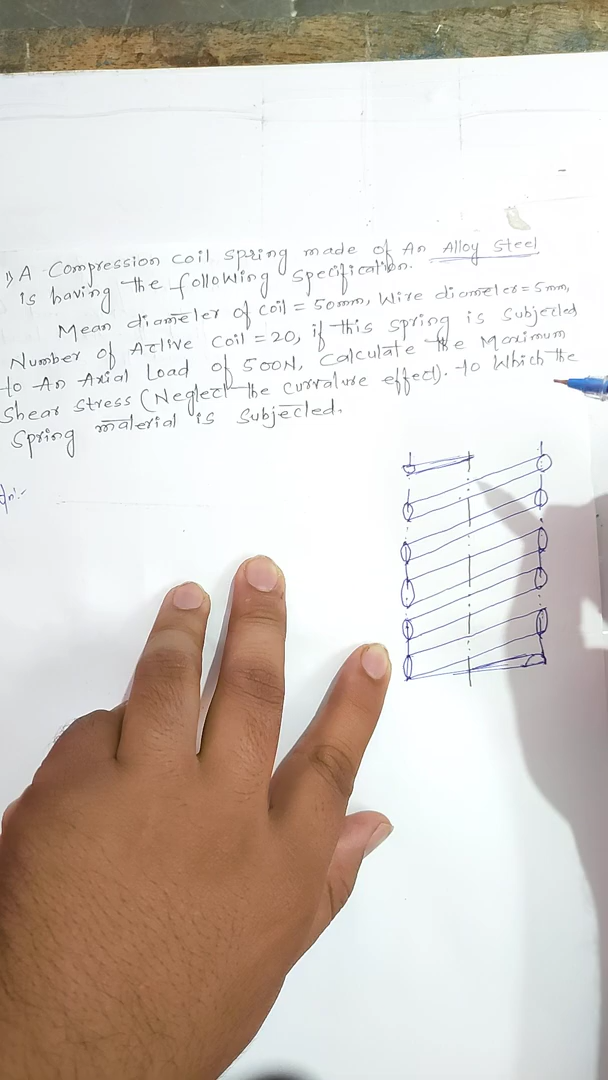 1) A Compression coil spring made of An Alloy Steel
is having the following specification.
Mean diameter of coil = 50mm, Wire diameter = 5mm,
Number of Active coil = 20, if this spring is subjected
to An Axial Load of 500N, Calculate the Maximum
Shear Stress (Neglect the curvature effect). to Which the
Spring material is Subjected.